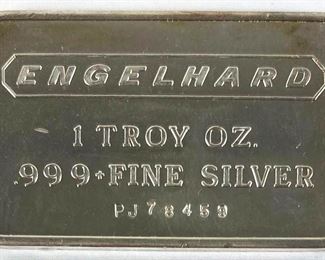 ENGELHARD
1 TROY OZ.
.999+FINE SILVER
PJ78459